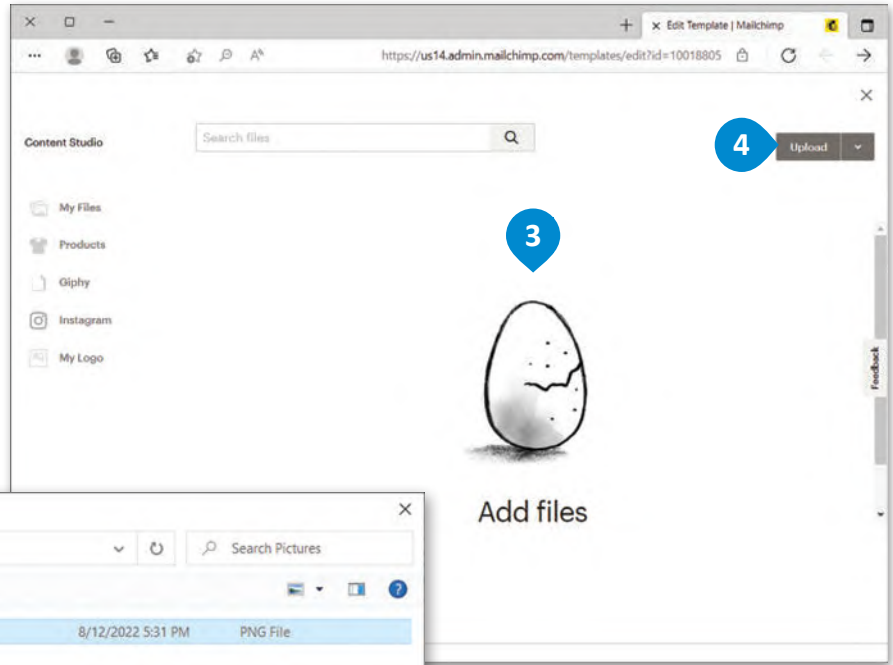 Edit Template | Mailchimp
https://us14.admin.mailchimp.com/templates/edit?id=10018805
Content Studio
Search files
4
Upload
My Files
Products
Giphy
Instagram
My Logo
3
Feedback
Add files
Search Pictures
?
8/12/2022 5:31 PM PNG File